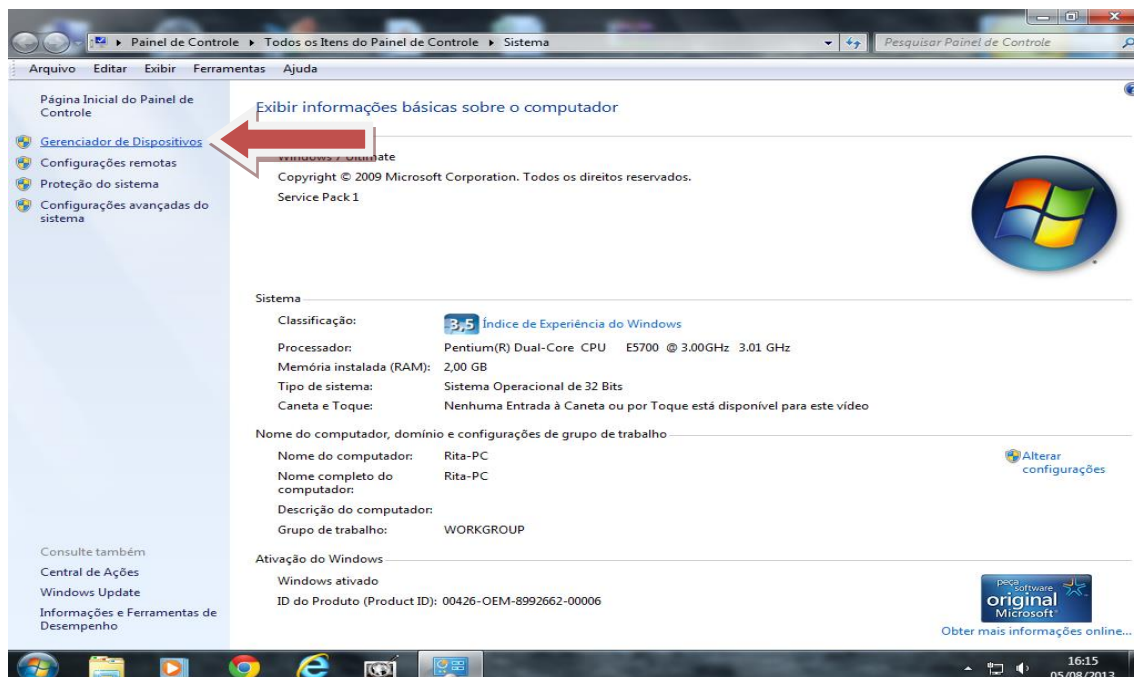 Painel de Controle ▸ Todos os Itens do Painel de Controle ▸ Sistema
Pesquisar Painel de Controle
Arquivo Editar Exibir Ferramentas Ajuda
Página Inicial do Painel de
Controle
Gerenciador de Dispositivos
Configurações remotas
Proteção do sistema
Configurações avançadas do
sistema
Consulte também
Central de Ações
Windows Update
Informações e Ferramentas de
Desempenho
Exibir informações básicas sobre o computador
Windows 7 Ultimate
Copyright © 2009 Microsoft Corporation. Todos os direitos reservados.
Service Pack 1
Sistema
Classificação: 3,5 Índice de Experiência do Windows
Processador: Pentium(R) Dual-Core CPU E5700 @ 3.00GHz 3.01 GHz
Memória instalada (RAM): 2,00 GB
Tipo de sistema: Sistema Operacional de 32 Bits
Caneta e Toque: Nenhuma Entrada à Caneta ou por Toque está disponível para este vídeo
Nome do computador, domínio e configurações de grupo de trabalho
Nome do computador: Rita-PC
Alterar
configurações
Nome completo do
computador: Rita-PC
Descrição do computador:
Grupo de trabalho: WORKGROUP
Ativação do Windows
Windows ativado
ID do Produto (Product ID): 00426-OEM-8992662-00006
peça
software
original
Microsoft
Obter mais informações online...
16:15
05/08/2013